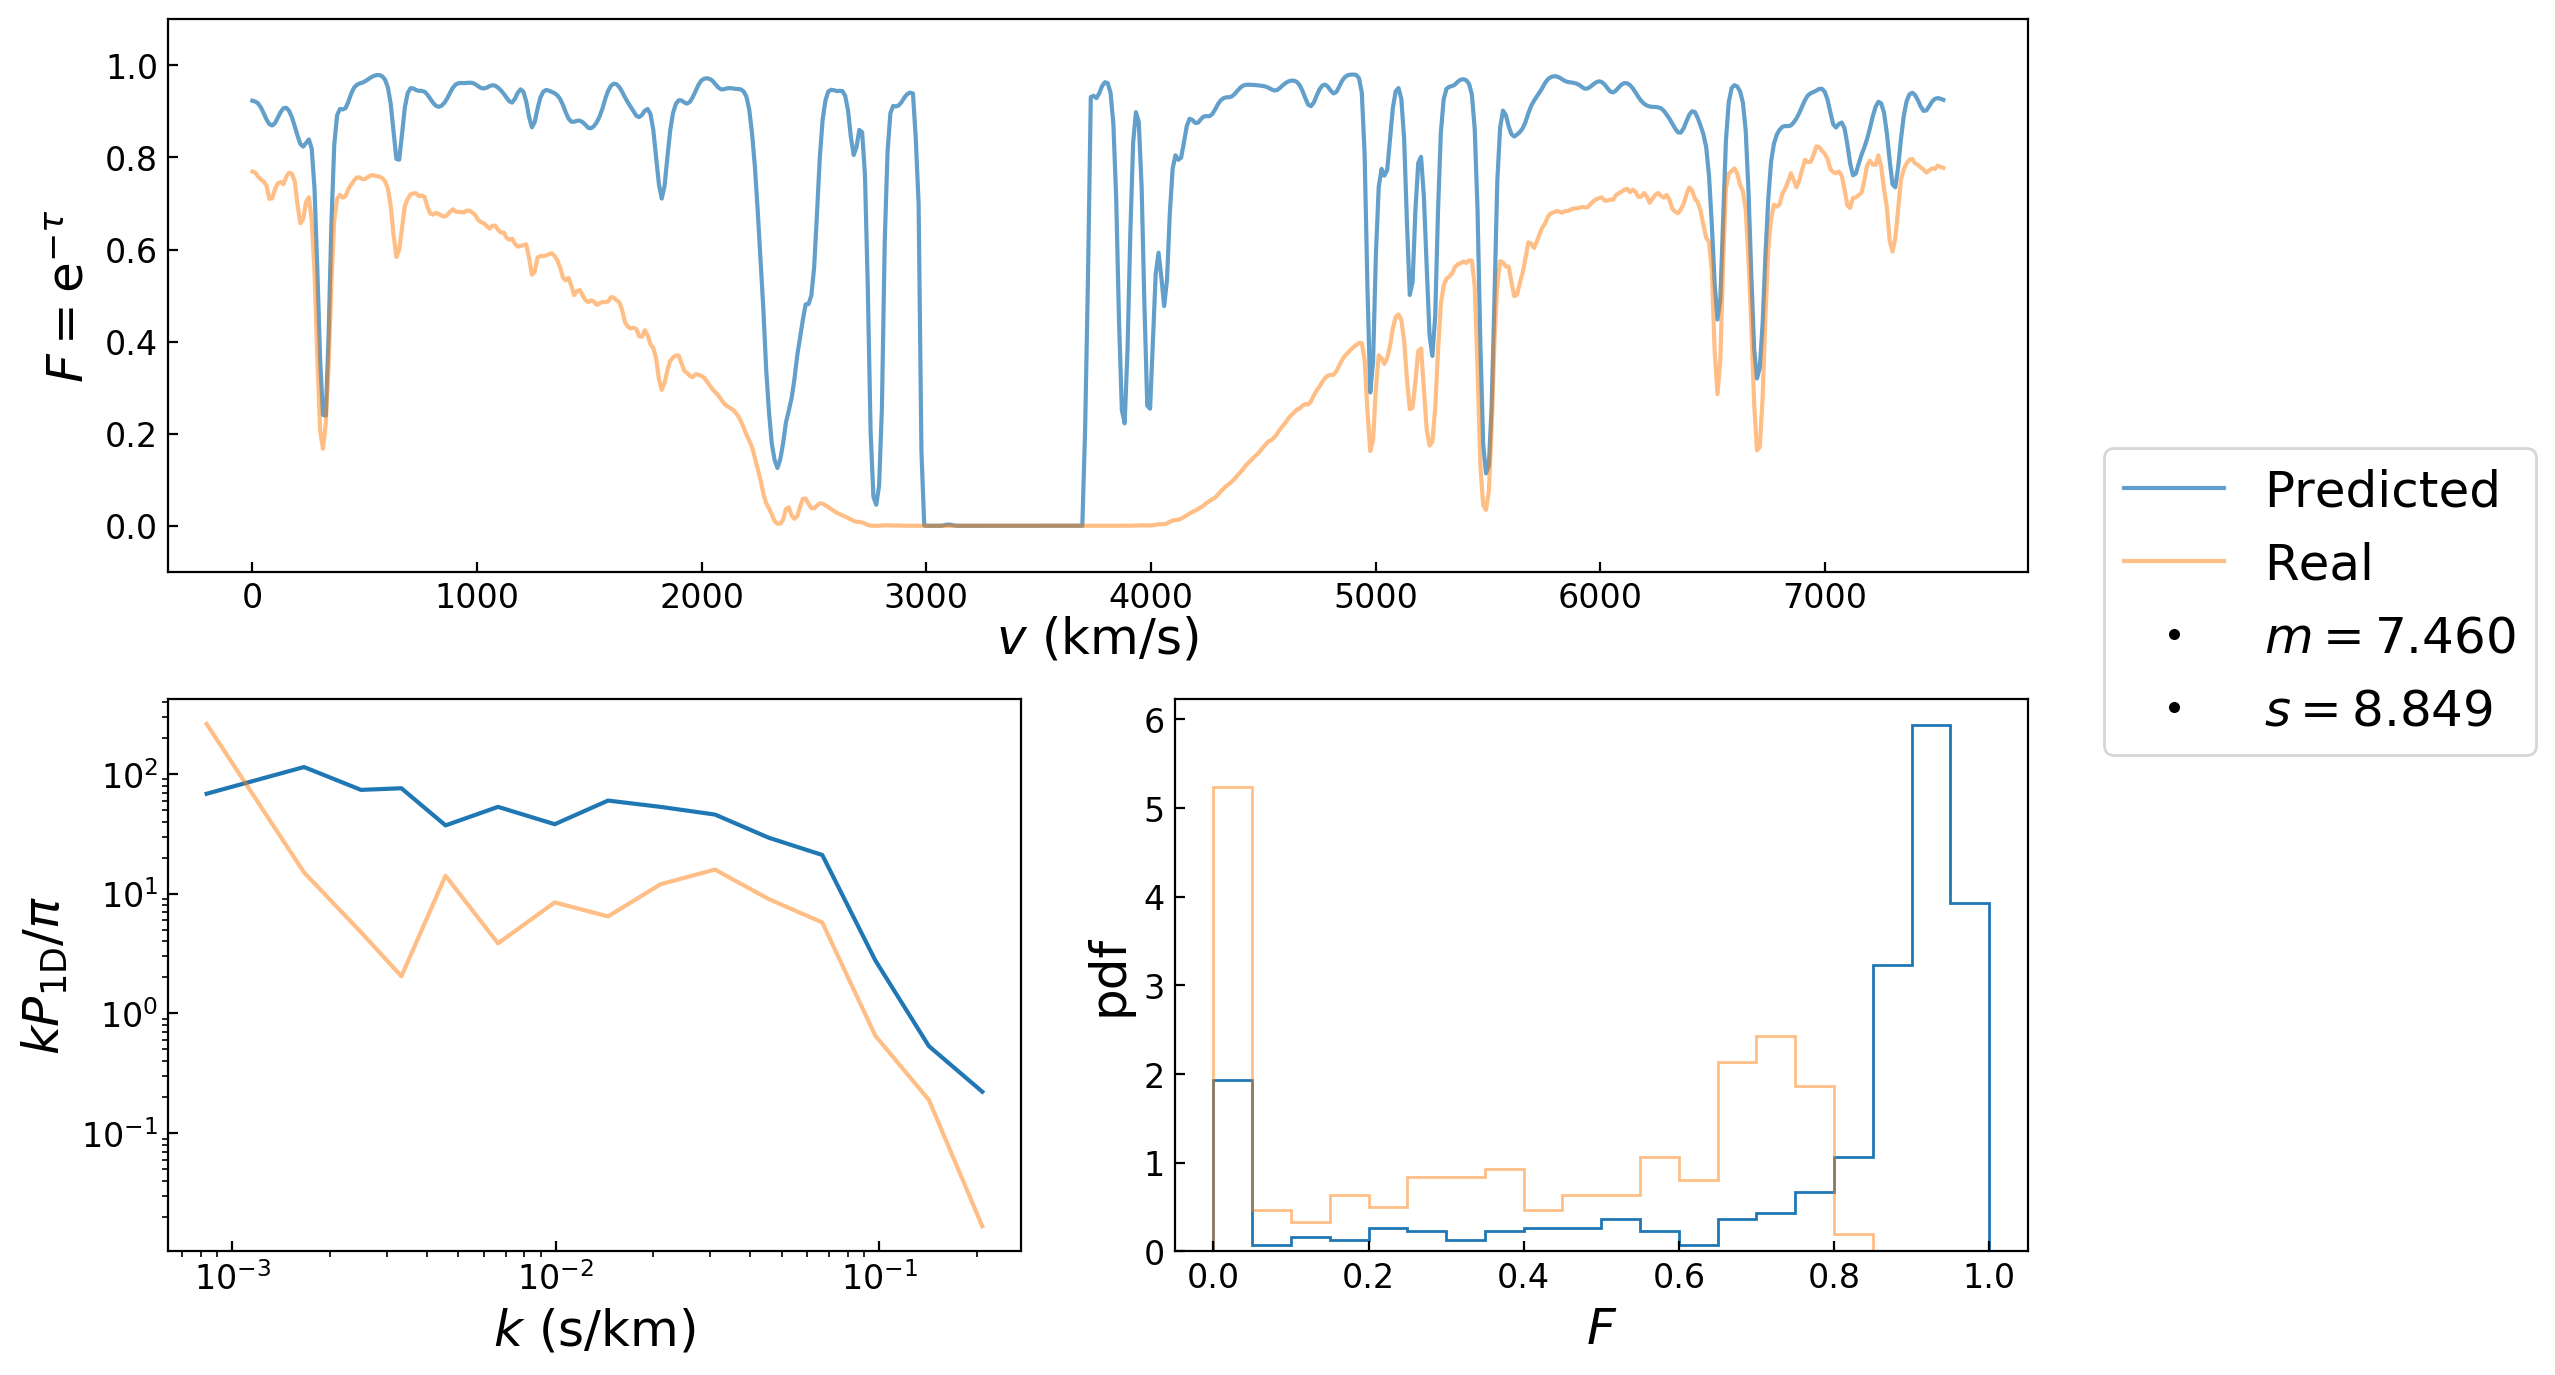 1.0
0.8
0.6
0.4
0.2
0.0
F = e^{−τ}
0 1000 2000 3000 4000 5000 6000 7000
v (km/s)
Predicted
Real
m = 7.460
s = 8.849
10^2
10^1
10^0
10^{−1}
kP_{1D}/π
10^{−3} 10^{−2} 10^{−1}
k (s/km)
6
5
4
3
2
1
0
pdf
0.0 0.2 0.4 0.6 0.8 1.0
F